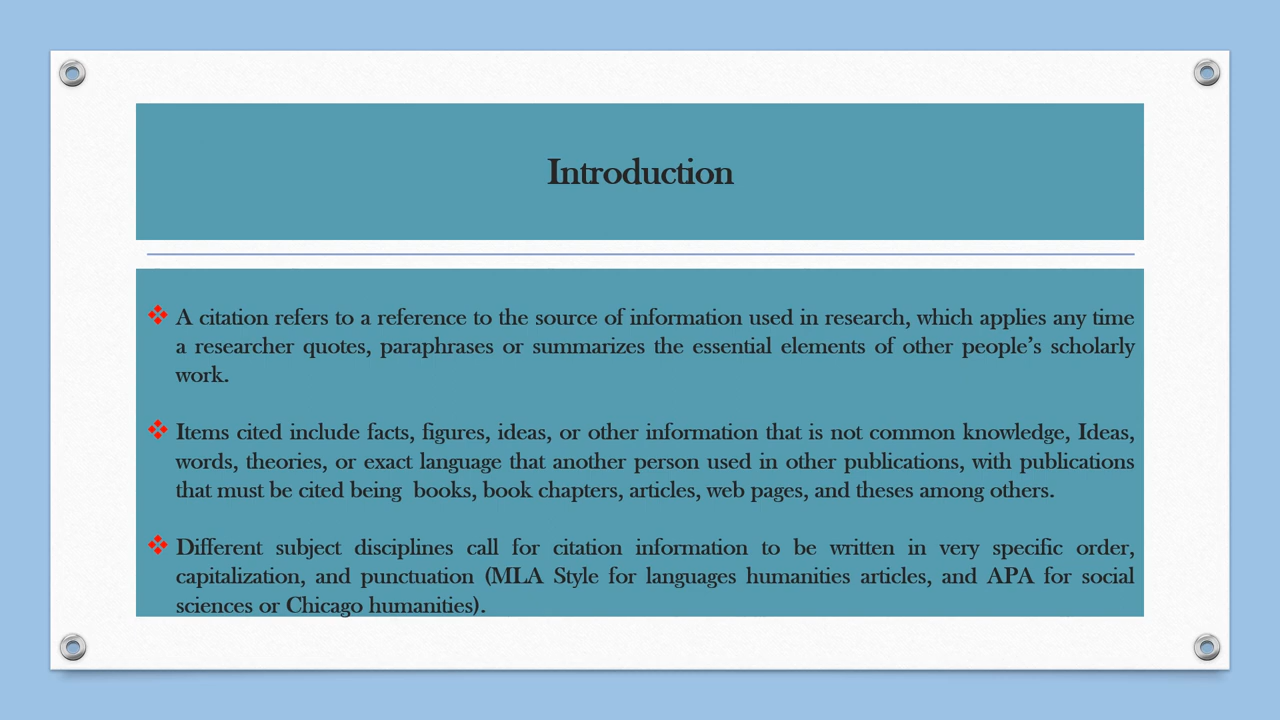 Introduction
A citation refers to a reference to the source of information used in research, which applies any time
a researcher quotes, paraphrases or summarizes the essential elements of other people’s scholarly
work.
Items cited include facts, figures, ideas, or other information that is not common knowledge, Ideas,
words, theories, or exact language that another person used in other publications, with publications
that must be cited being  books, book chapters, articles, web pages, and theses among others.
Different subject disciplines call for citation information to be written in very specific order,
capitalization, and punctuation (MLA Style for languages humanities articles, and APA for social
sciences or Chicago humanities).